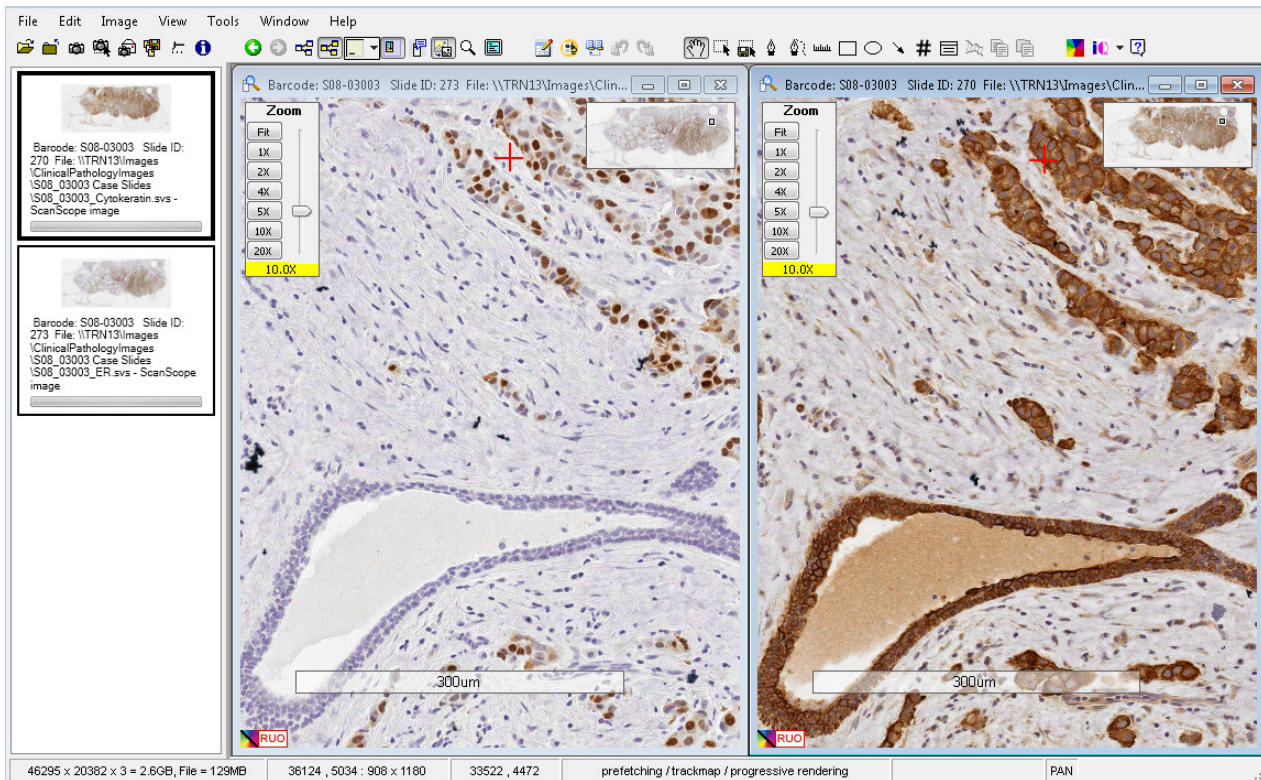 File Edit Image View Tools Window Help
Barcode: S08-03003 Slide ID:
270 File: \\TRN13\Images
\ClinicalPathologyImages
\S08_03003 Case Slides
\S08_03003_Cytokeratin.svs -
ScanScope image
Barcode: S08-03003 Slide ID:
273 File: \\TRN13\Images
\ClinicalPathologyImages
\S08_03003 Case Slides
\S08_03003_ER.svs - ScanScope
image
Barcode: S08-03003 Slide ID: 273 File: \\TRN13\Images\Clin...
Zoom
Fit
1X
2X
4X
5X
10X
20X
10.0X
300um
RUO
Barcode: S08-03003 Slide ID: 270 File: \\TRN13\Images\Clin...
Zoom
Fit
1X
2X
4X
5X
10X
20X
10.0X
300um
RUO
46295 x 20382 x 3 = 2.6GB, File = 129MB 36124 , 5034 : 908 x 1180 33522 , 4472 prefetching / trackmap / progressive rendering PAN